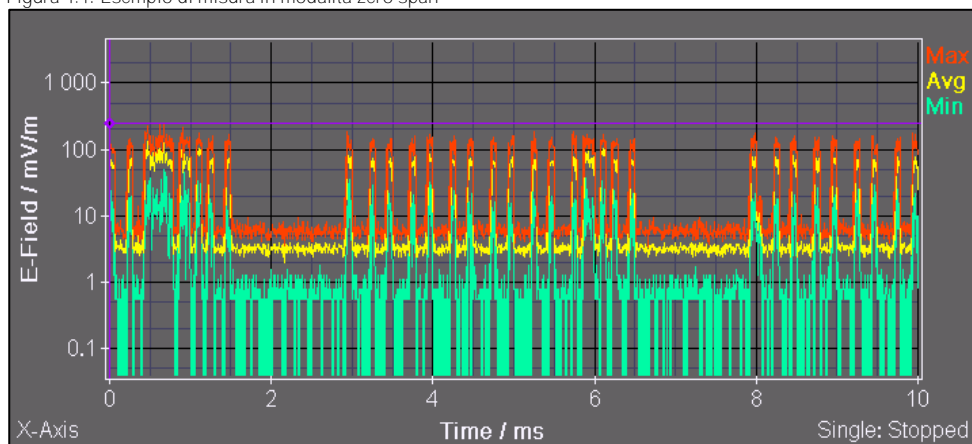 Figura 4.1: Esempio di misura in modalità zero span
Max
Avg
Min
1 000
100
10
1
0.1
E-Field / mV/m
0
2
4
6
8
10
X-Axis
Time / ms
Single: Stopped